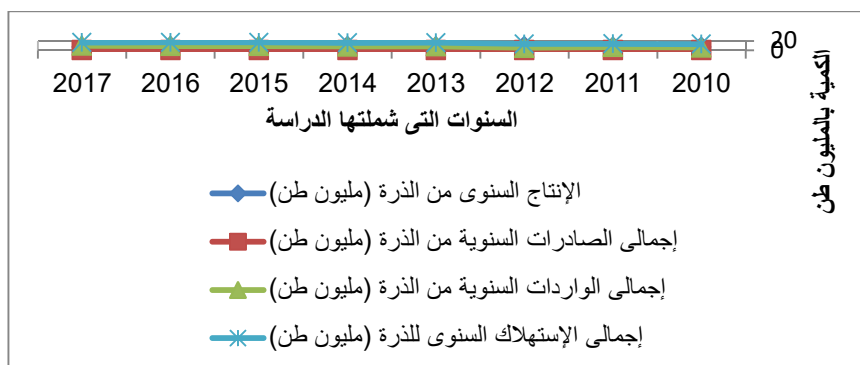 20
0
2017 2016 2015 2014 2013 2012 2011 2010
السنوات التى شملتها الدراسة
الكمية بالمليون طن
الإنتاج السنوى من الذرة (مليون طن)
إجمالى الصادرات السنوية من الذرة (مليون طن)
إجمالى الواردات السنوية من الذرة (مليون طن)
إجمالى الإستهلاك السنوى للذرة (مليون طن)